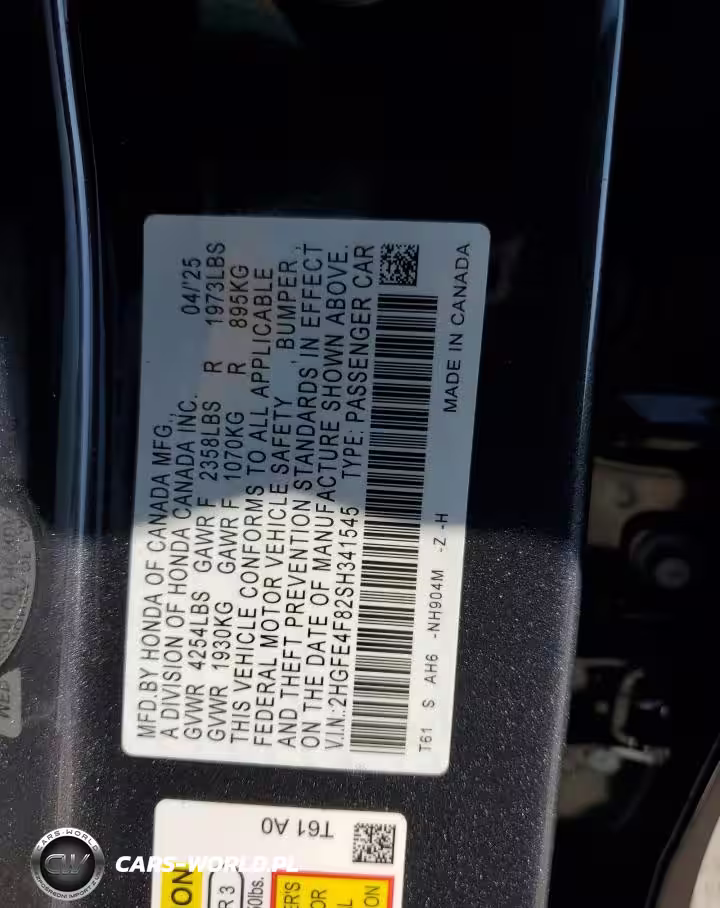 MFD.BY HONDA OF CANADA MFG.,
A DIVISION OF HONDA CANADA INC. 04/'25
GVWR 4254LBS GAWR F 2358LBS R 1973LBS
GVWR 1930KG GAWR F 1070KG R 895KG
THIS VEHICLE CONFORMS TO ALL APPLICABLE
FEDERAL MOTOR VEHICLE SAFETY, BUMPER,
AND THEFT PREVENTION STANDARDS IN EFFECT
ON THE DATE OF MANUFACTURE SHOWN ABOVE.
V.I.N.:2HGFE4F82SH341545 TYPE: PASSENGER CAR
T61 S AH6 -NH904M -Z -H MADE IN CANADA
T61 A0
CARS-WORLD
CARS-WORLD.PL